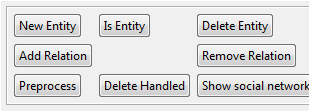 New Entity Is Entity Delete Entity
Add Relation Remove Relation
Preprocess Delete Handled Show social network